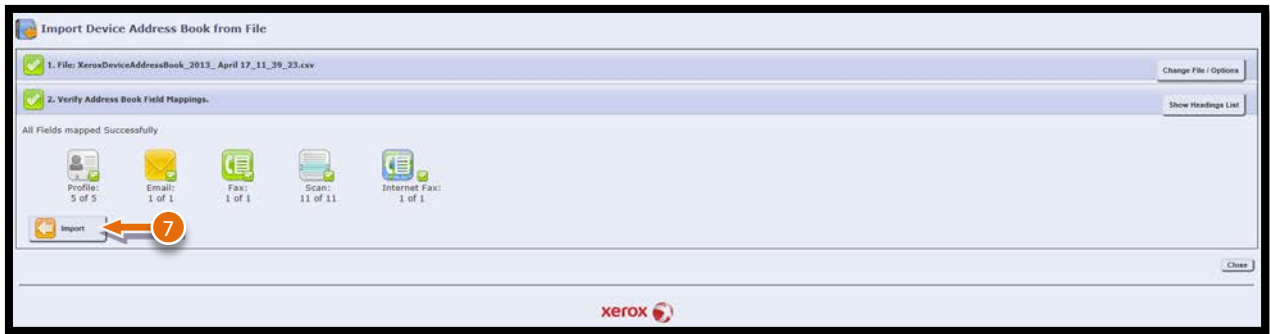 Import Device Address Book from File
1. File: XeroxDeviceAddressBook_2013_ April 17_11_39_23.csv
Change File / Options
2. Verify Address Book Field Mappings.
Show Headings List
All Fields mapped Successfully
Profile: Email: Fax: Scan: Internet Fax:
5 of 5 1 of 1 1 of 1 11 of 11 1 of 1
Import 7
Close
xerox